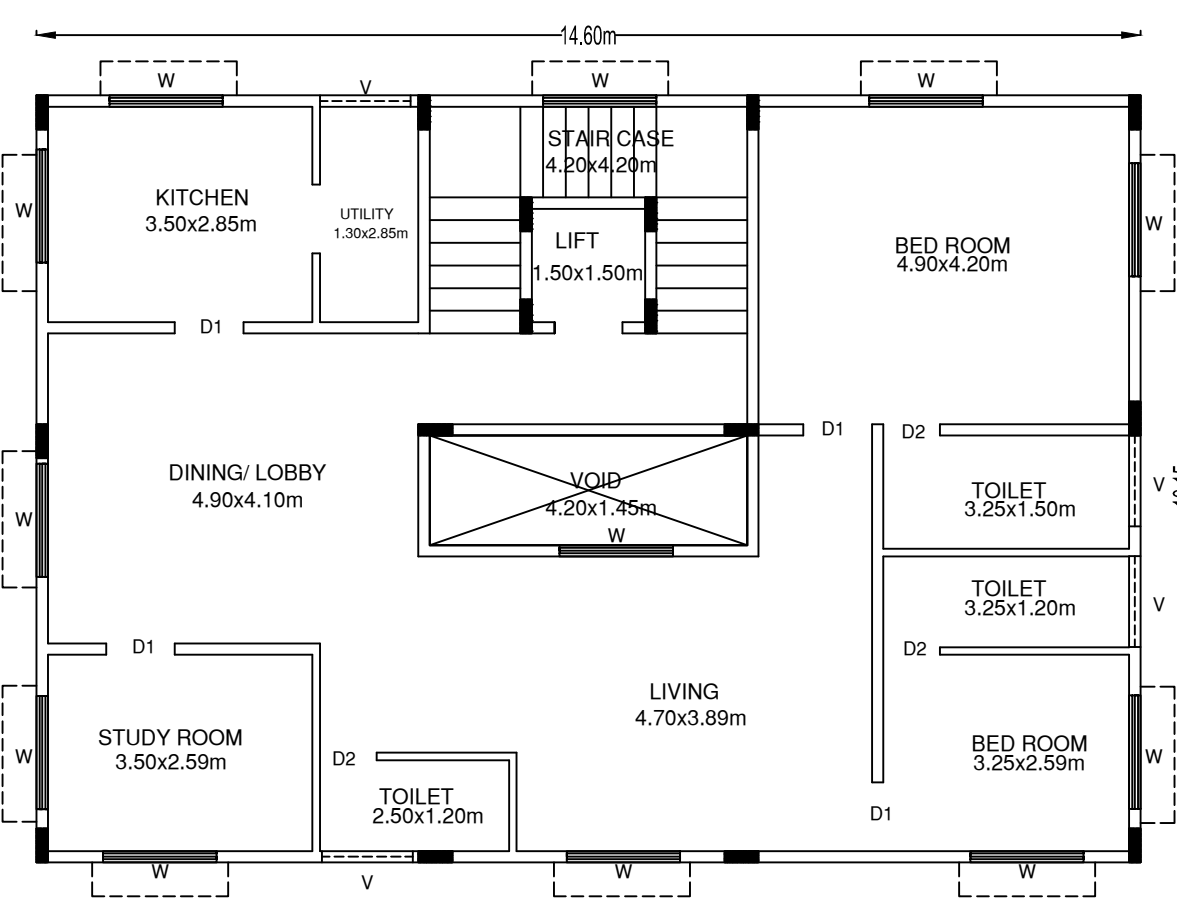 14.60m
W
V
W
W
STAIR CASE
4.20x4.20m
KITCHEN
3.50x2.85m
W
UTILITY
1.30x2.85m
LIFT
1.50x1.50m
BED ROOM
4.90x4.20m
W
D1
D1
D2
DINING/ LOBBY
4.90x4.10m
VOID
4.20x1.45m
W
TOILET
3.25x1.50m
V
W
TOILET
3.25x1.20m
V
D1
D2
LIVING
4.70x3.89m
STUDY ROOM
3.50x2.59m
W
D2
BED ROOM
3.25x2.59m
W
TOILET
2.50x1.20m
D1
W
V
W
W